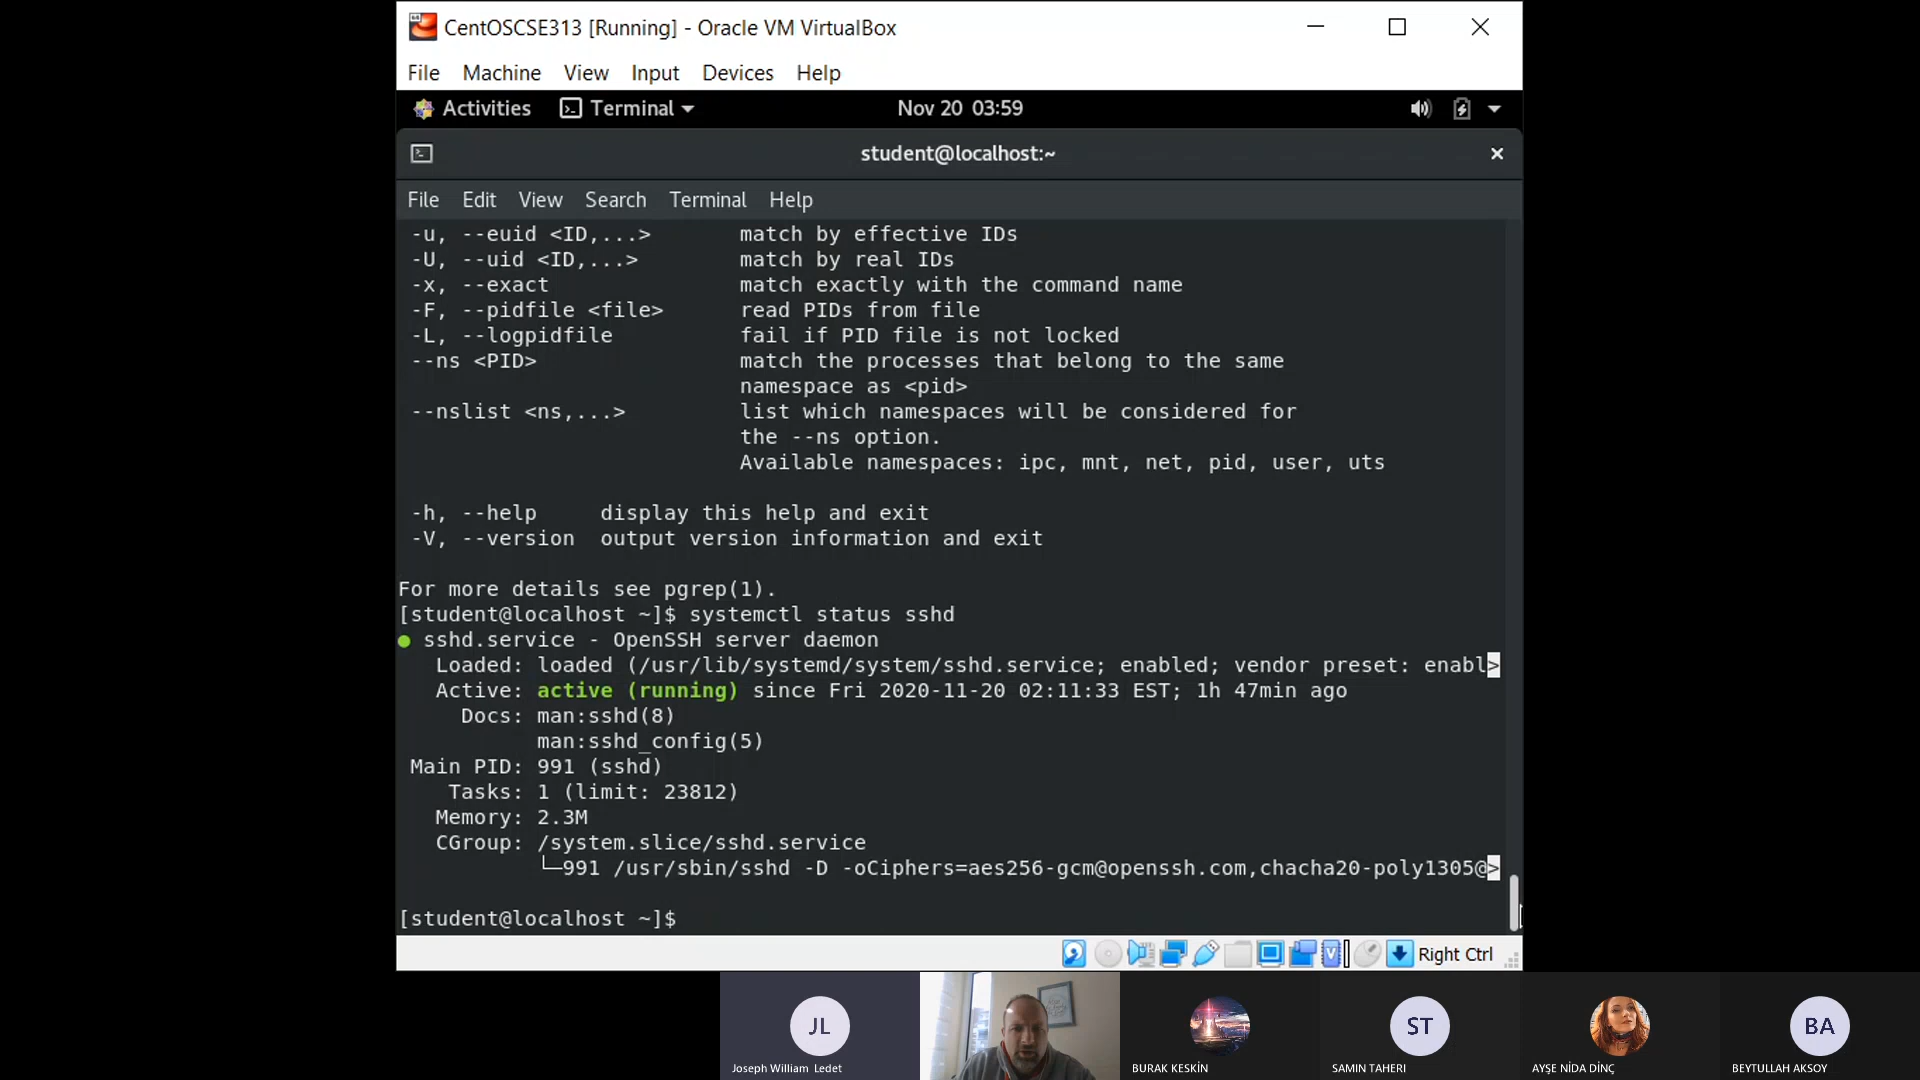 CentOSCSE313 [Running] - Oracle VM VirtualBox
File Machine View Input Devices Help
Activities Terminal Nov 20 03:59
student@localhost:~
File Edit View Search Terminal Help
-u, --euid <ID,...> match by effective IDs
-U, --uid <ID,...> match by real IDs
-x, --exact match exactly with the command name
-F, --pidfile <file> read PIDs from file
-L, --logpidfile fail if PID file is not locked
--ns <PID> match the processes that belong to the same
namespace as <pid>
--nslist <ns,...> list which namespaces will be considered for
the --ns option.
Available namespaces: ipc, mnt, net, pid, user, uts
-h, --help display this help and exit
-V, --version output version information and exit
For more details see pgrep(1).
[student@localhost ~]$ systemctl status sshd
● sshd.service - OpenSSH server daemon
Loaded: loaded (/usr/lib/systemd/system/sshd.service; enabled; vendor preset: enabl>
Active: active (running) since Fri 2020-11-20 02:11:33 EST; 1h 47min ago
Docs: man:sshd(8)
man:sshd_config(5)
Main PID: 991 (sshd)
Tasks: 1 (limit: 23812)
Memory: 2.3M
CGroup: /system.slice/sshd.service
└─991 /usr/sbin/sshd -D -oCiphers=aes256-gcm@openssh.com,chacha20-poly1305@>
[student@localhost ~]$
Right Ctrl
JL ST BA
Joseph William Ledet BURAK KESKİN SAMIN TAHERI AYŞE NİDA DİNÇ BEYTULLAH AKSOY